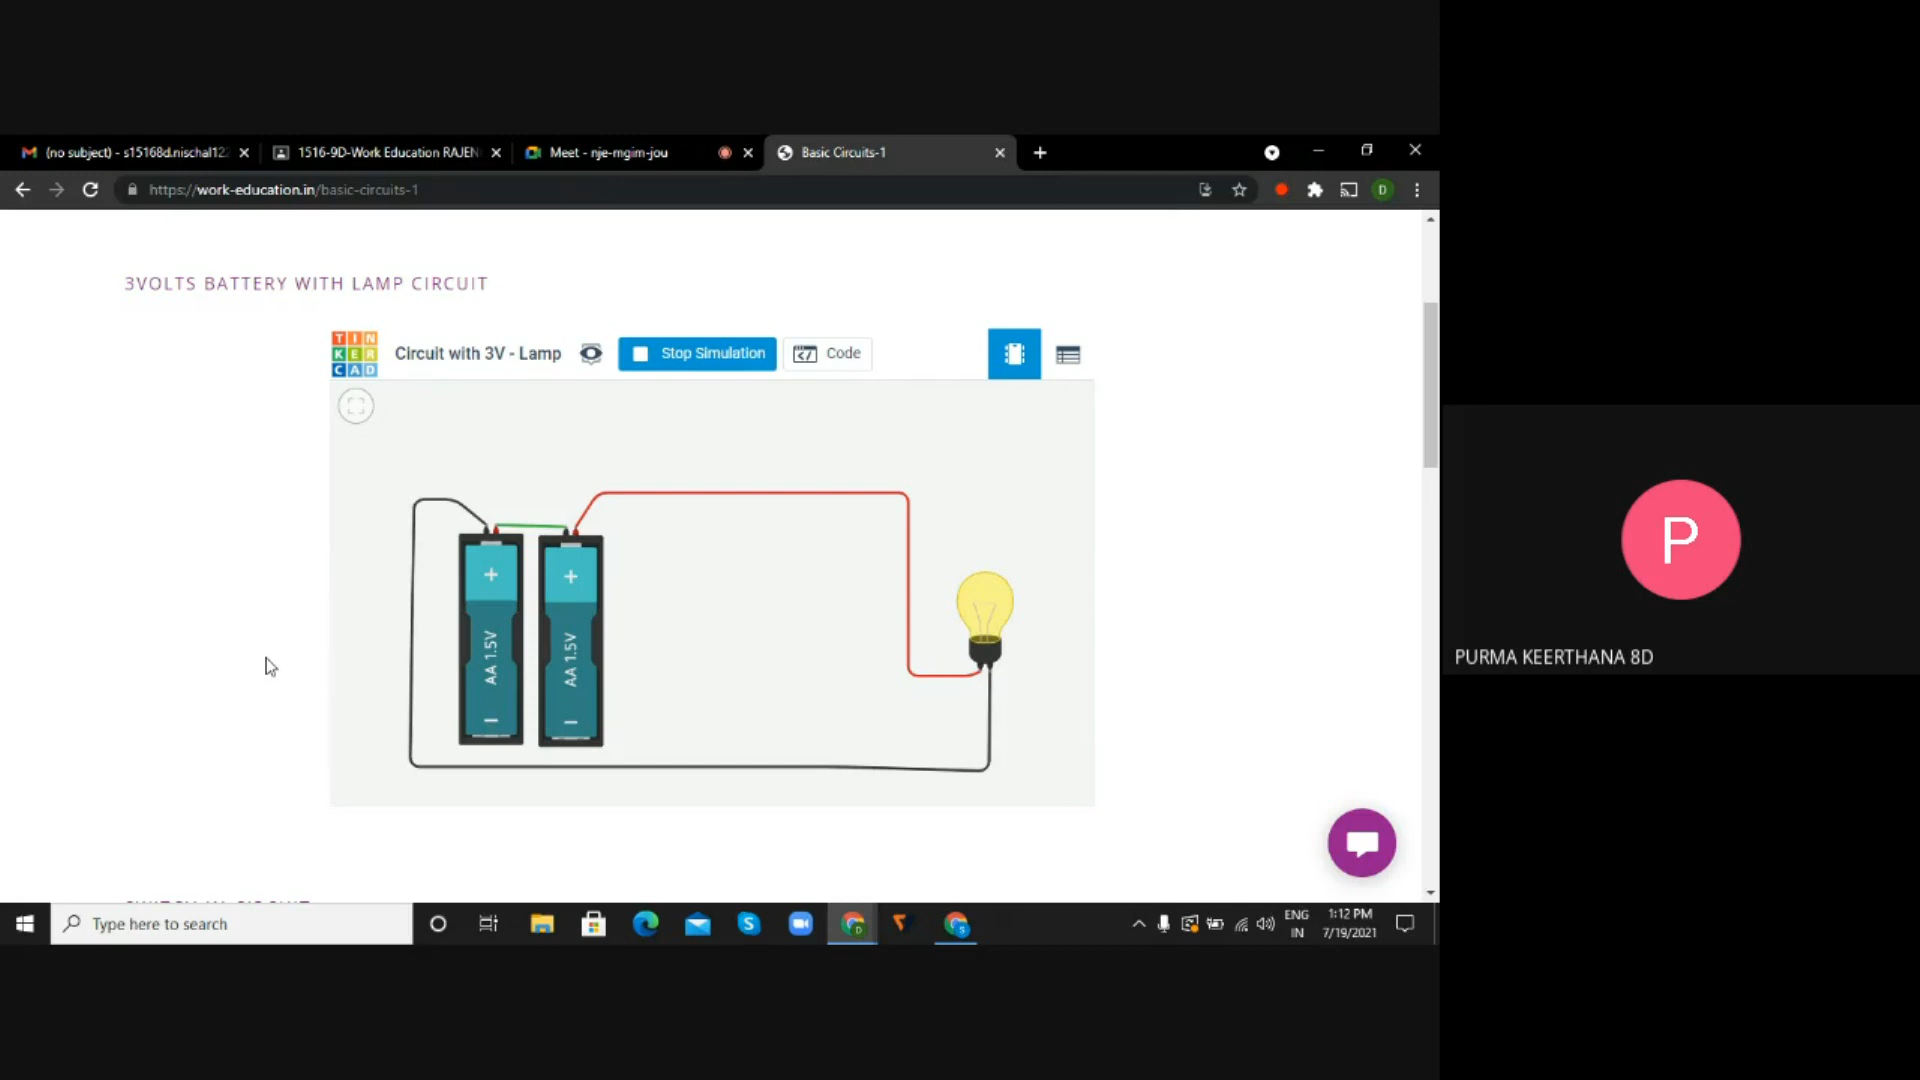 (no subject) - s15168d.nischal122
1516-9D-Work Education RAJEN
Meet - nje-mgim-jou
Basic Circuits-1
https://work-education.in/basic-circuits-1
D
3VOLTS BATTERY WITH LAMP CIRCUIT
TIN
KER
CAD
Circuit with 3V - Lamp
Stop Simulation
Code
+
+
AA 1.5V
AA 1.5V
P
PURMA KEERTHANA 8D
Type here to search
ENG
IN
1:12 PM
7/19/2021